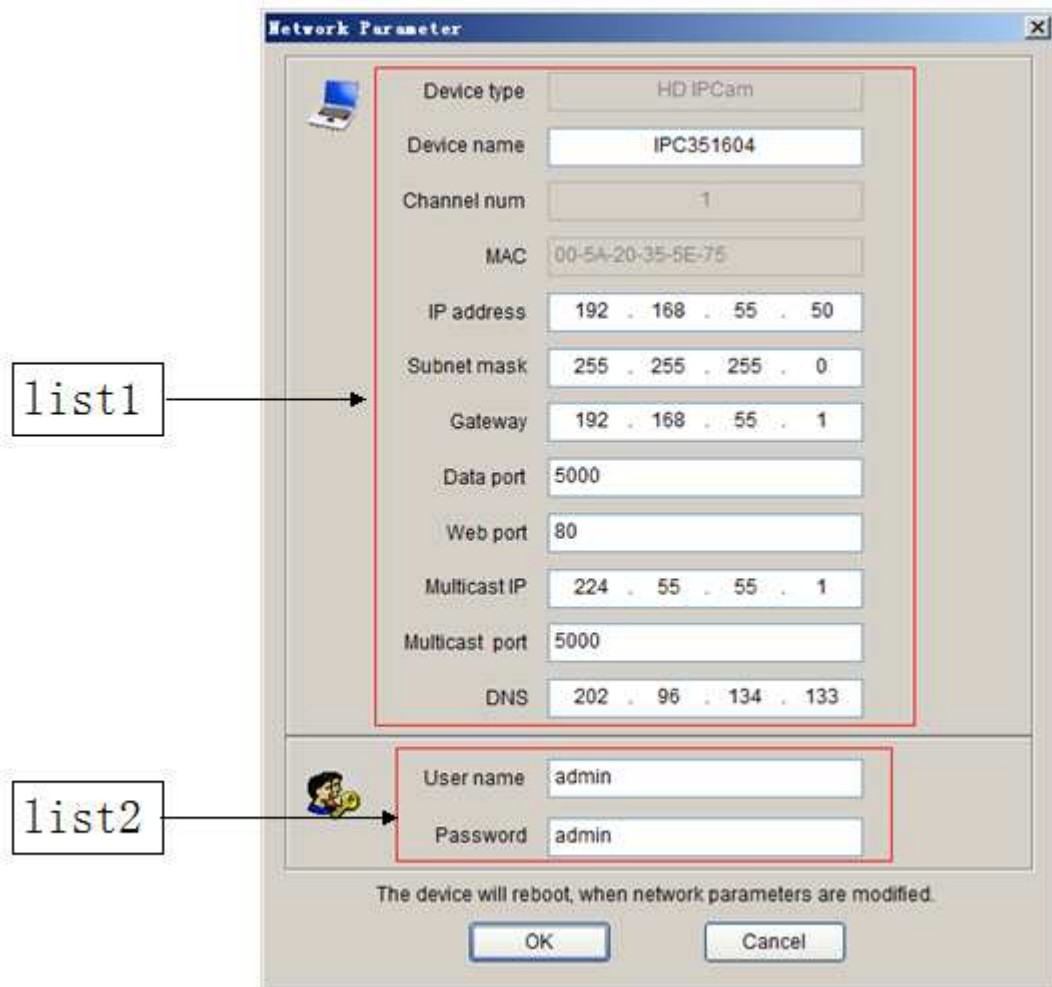 Network Parameter
Device type HD IPCam
Device name IPC351604
Channel num 1
MAC 00-5A-20-35-5E-75
IP address 192 . 168 . 55 . 50
Subnet mask 255 . 255 . 255 . 0
list1
Gateway 192 . 168 . 55 . 1
Data port 5000
Web port 80
Multicast IP 224 . 55 . 55 . 1
Multicast port 5000
DNS 202 . 96 . 134 . 133
User name admin
list2
Password admin
The device will reboot, when network parameters are modified.
OK Cancel